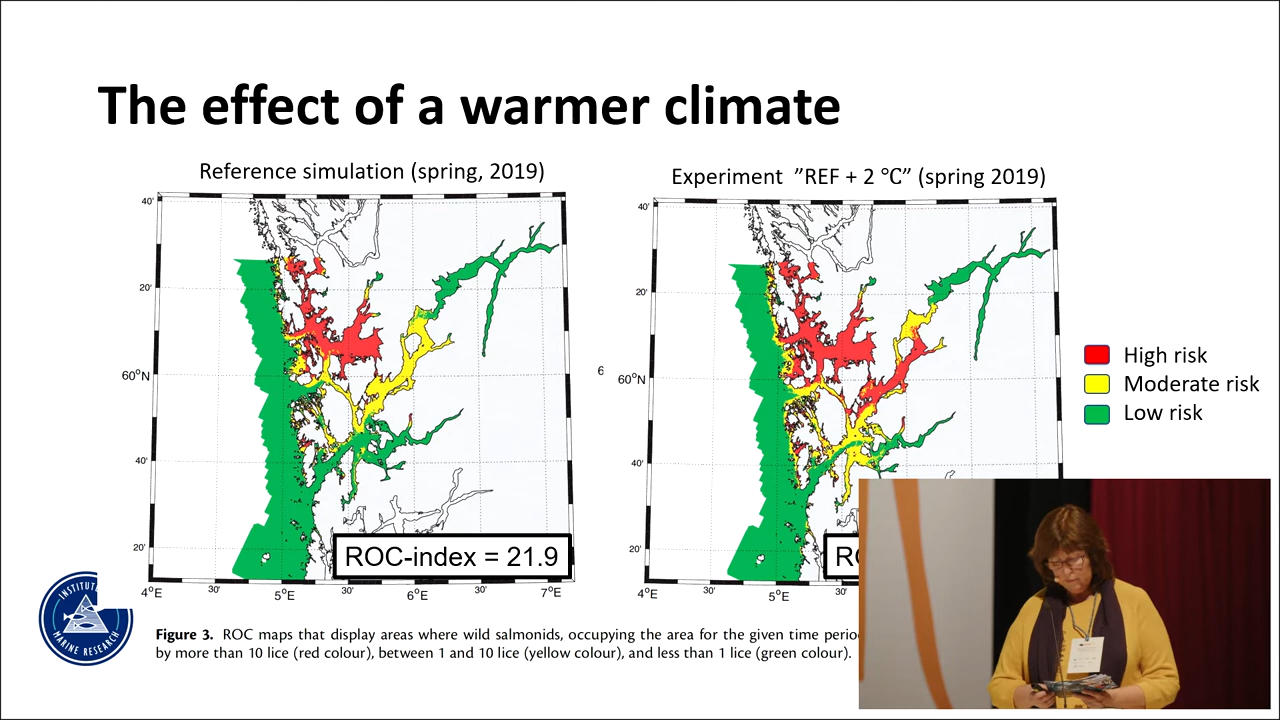 The effect of a warmer climate
Reference simulation (spring, 2019)
Experiment ”REF + 2 °C” (spring 2019)
40'
20'
60°N
40'
20'
4°E
30'
5°E
30'
6°E
30'
7°E
ROC-index = 21.9
6
40'
20'
60°N
40'
20'
4°E
30'
5°E
30'
High risk
Moderate risk
Low risk
INSTITUT
MARINE RESEARCH
Figure 3. ROC maps that display areas where wild salmonids, occupying the area for the given time
by more than 10 lice (red colour), between 1 and 10 lice (yellow colour), and less than 1 lice (green colour).